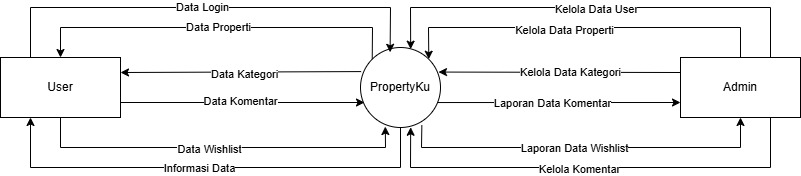 Data Login
Kelola Data User
Data Properti
Kelola Data Properti
Data Kategori
Kelola Data Kategori
User
PropertyKu
Admin
Data Komentar
Laporan Data Komentar
Data Wishlist
Laporan Data Wishlist
Informasi Data
Kelola Komentar